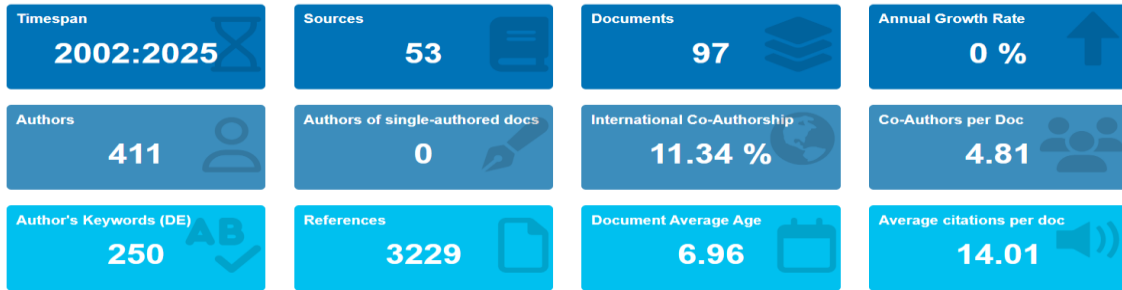 Timespan
2002:2025
Sources
53
Documents
97
Annual Growth Rate
0 %
Authors
411
Authors of single-authored docs
0
International Co-Authorship
11.34 %
Co-Authors per Doc
4.81
Author's Keywords (DE)
250
AB
References
3229
Document Average Age
6.96
Average citations per doc
14.01